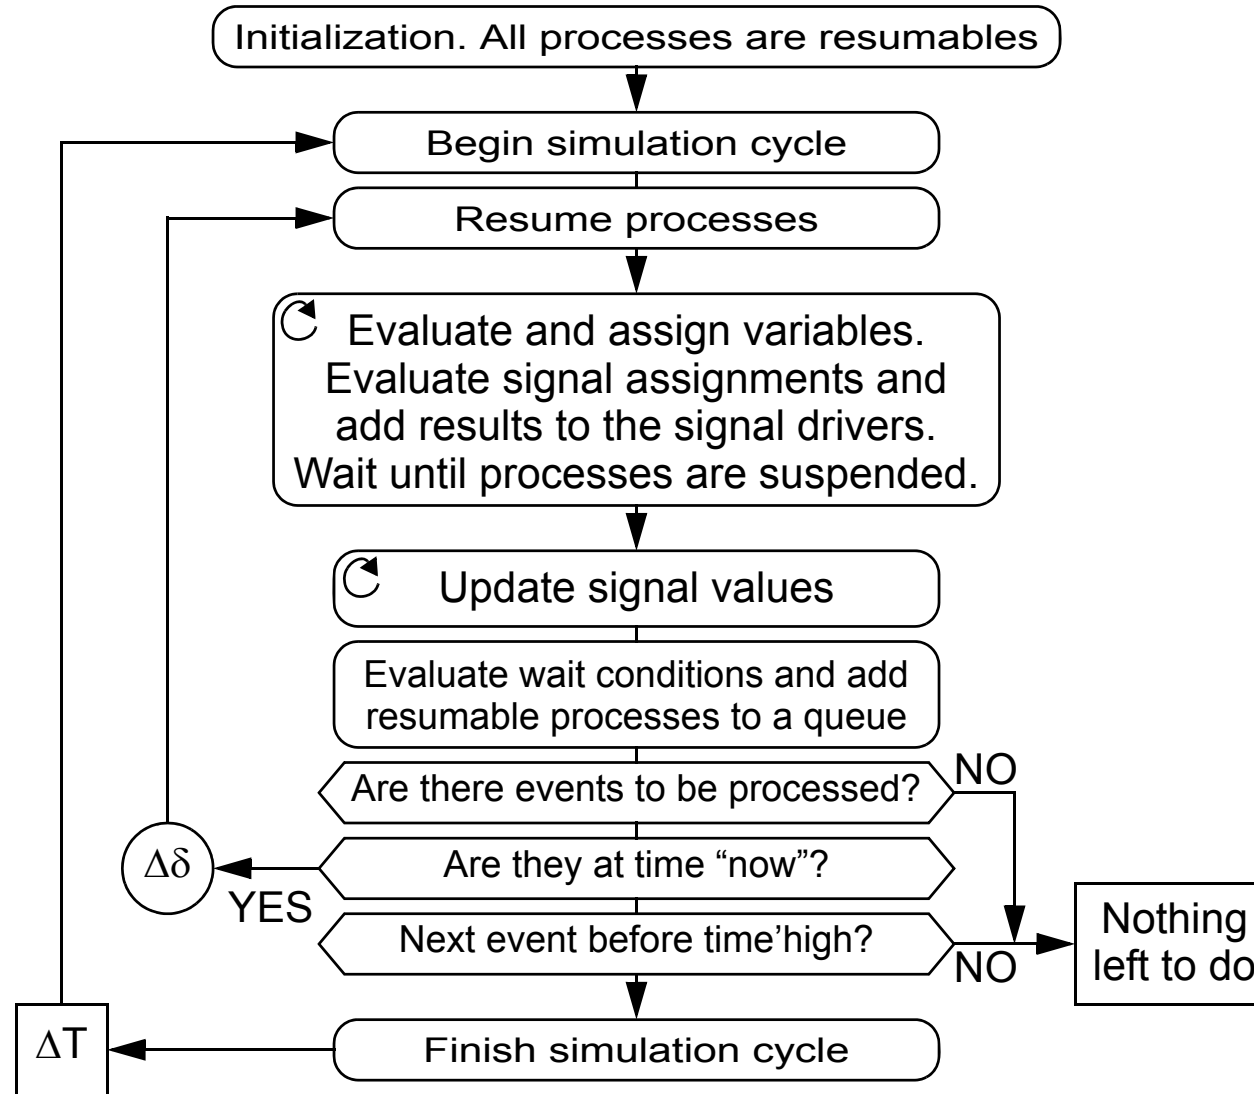 Initialization. All processes are resumables
Begin simulation cycle
Resume processes
Evaluate and assign variables.
Evaluate signal assignments and
add results to the signal drivers.
Wait until processes are suspended.
Update signal values
Evaluate wait conditions and add
resumable processes to a queue
Are there events to be processed?
NO
Are they at time “now”?
Δδ
YES
Next event before time’high?
NO
Nothing
left to do
Finish simulation cycle
ΔT